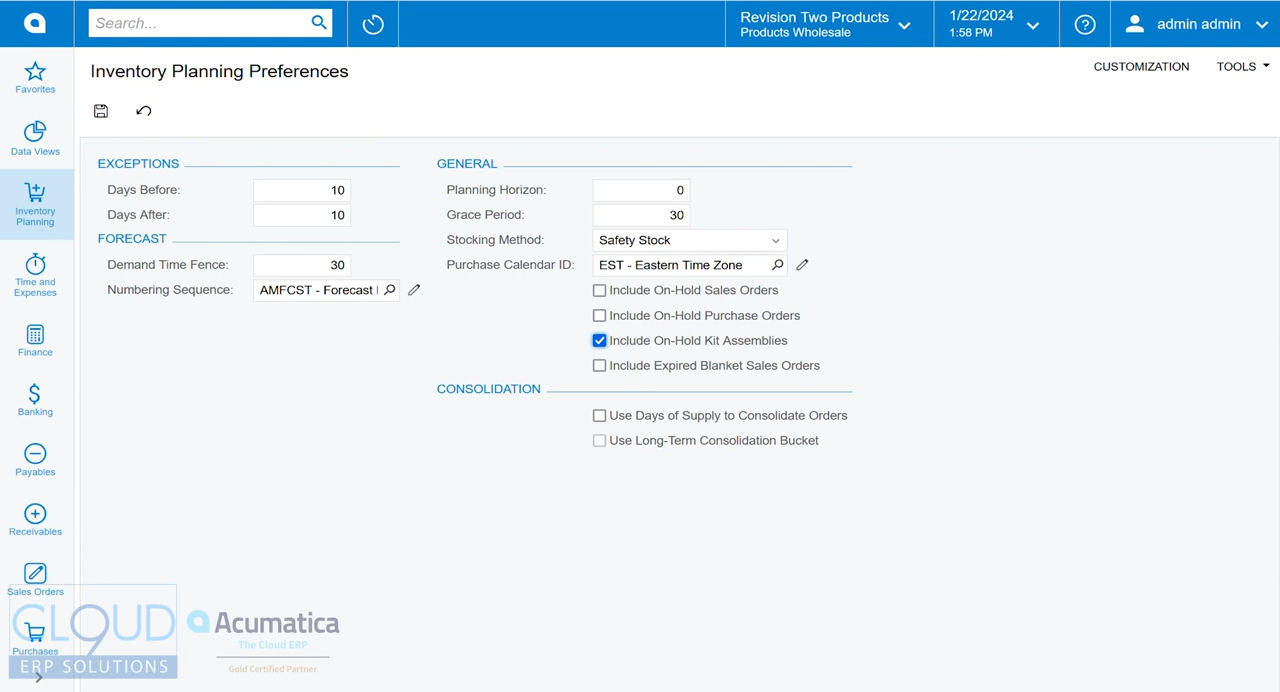 Search...
Revision Two Products
Products Wholesale
1/22/2024
1:58 PM
admin admin
Favorites
Data Views
Inventory
Planning
Time and
Expenses
Finance
Banking
Payables
Receivables
Sales Orders
Purchases
Inventory Planning Preferences
CUSTOMIZATION
TOOLS
EXCEPTIONS
Days Before: 10
Days After: 10
FORECAST
Demand Time Fence: 30
Numbering Sequence: AMFCST - Forecast
GENERAL
Planning Horizon: 0
Grace Period: 30
Stocking Method: Safety Stock
Purchase Calendar ID: EST - Eastern Time Zone
Include On-Hold Sales Orders
Include On-Hold Purchase Orders
Include On-Hold Kit Assemblies
Include Expired Blanket Sales Orders
CONSOLIDATION
Use Days of Supply to Consolidate Orders
Use Long-Term Consolidation Bucket
CLOUD
9
ERP SOLUTIONS
Acumatica
The Cloud ERP
Gold Certified Partner